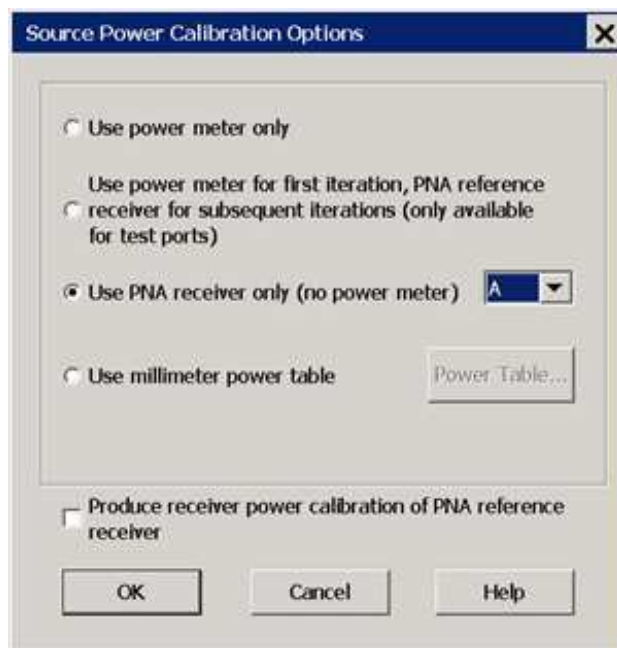 Source Power Calibration Options
Use power meter only
Use power meter for first iteration, PNA reference
receiver for subsequent iterations (only available
for test ports)
Use PNA receiver only (no power meter) A
Use millimeter power table Power Table...
Produce receiver power calibration of PNA reference
receiver
OK Cancel Help